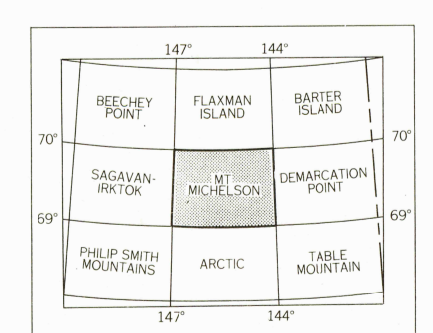 147° 144°
BEECHEY
POINT
FLAXMAN
ISLAND
BARTER
ISLAND
70° 70°
SAGAVAN-
IRKTOK
MT
MICHELSON
DEMARCATION
POINT
69° 69°
PHILIP SMITH
MOUNTAINS
ARCTIC
TABLE
MOUNTAIN
147° 144°